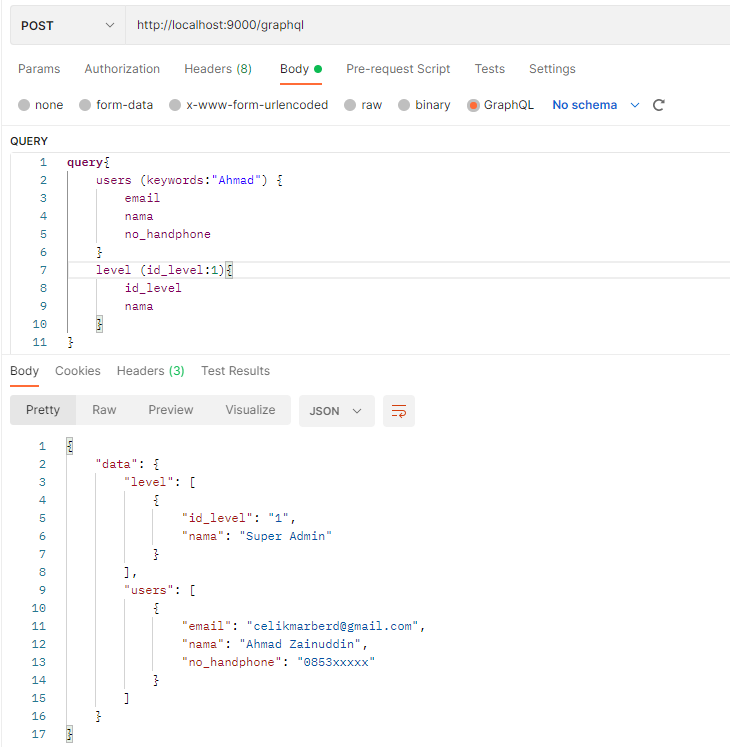 POST http://localhost:9000/graphql
Params Authorization Headers (8) Body Pre-request Script Tests Settings
none form-data x-www-form-urlencoded raw binary GraphQL No schema
QUERY
1 query{
2 users (keywords:"Ahmad") {
3 email
4 nama
5 no_handphone
6 }
7 level (id_level:1){
8 id_level
9 nama
10 }
11 }
Body Cookies Headers (3) Test Results
Pretty Raw Preview Visualize JSON
1 {
2 "data": {
3 "level": [
4 {
5 "id_level": "1",
6 "nama": "Super Admin"
7 }
8 ],
9 "users": [
10 {
11 "email": "celikmarberd@gmail.com",
12 "nama": "Ahmad Zainuddin",
13 "no_handphone": "0853xxxxx"
14 }
15 ]
16 }
17 }